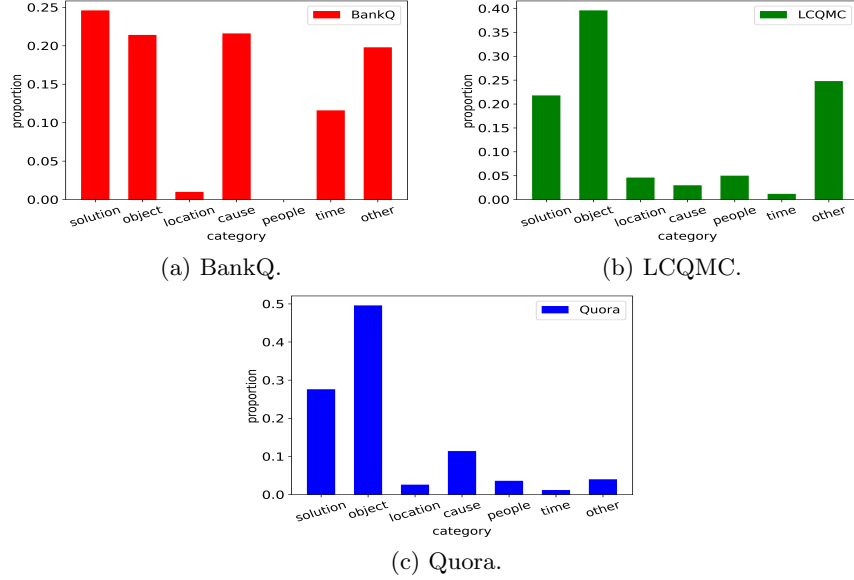 BankQ
proportion
0.25
0.20
0.15
0.10
0.05
0.00
solution object location cause people time other
category
(a) BankQ.
LCQMC
proportion
0.40
0.35
0.30
0.25
0.20
0.15
0.10
0.05
0.00
solution object location cause people time other
category
(b) LCQMC.
Quora
proportion
0.5
0.4
0.3
0.2
0.1
0.0
solution object location cause people time other
category
(c) Quora.